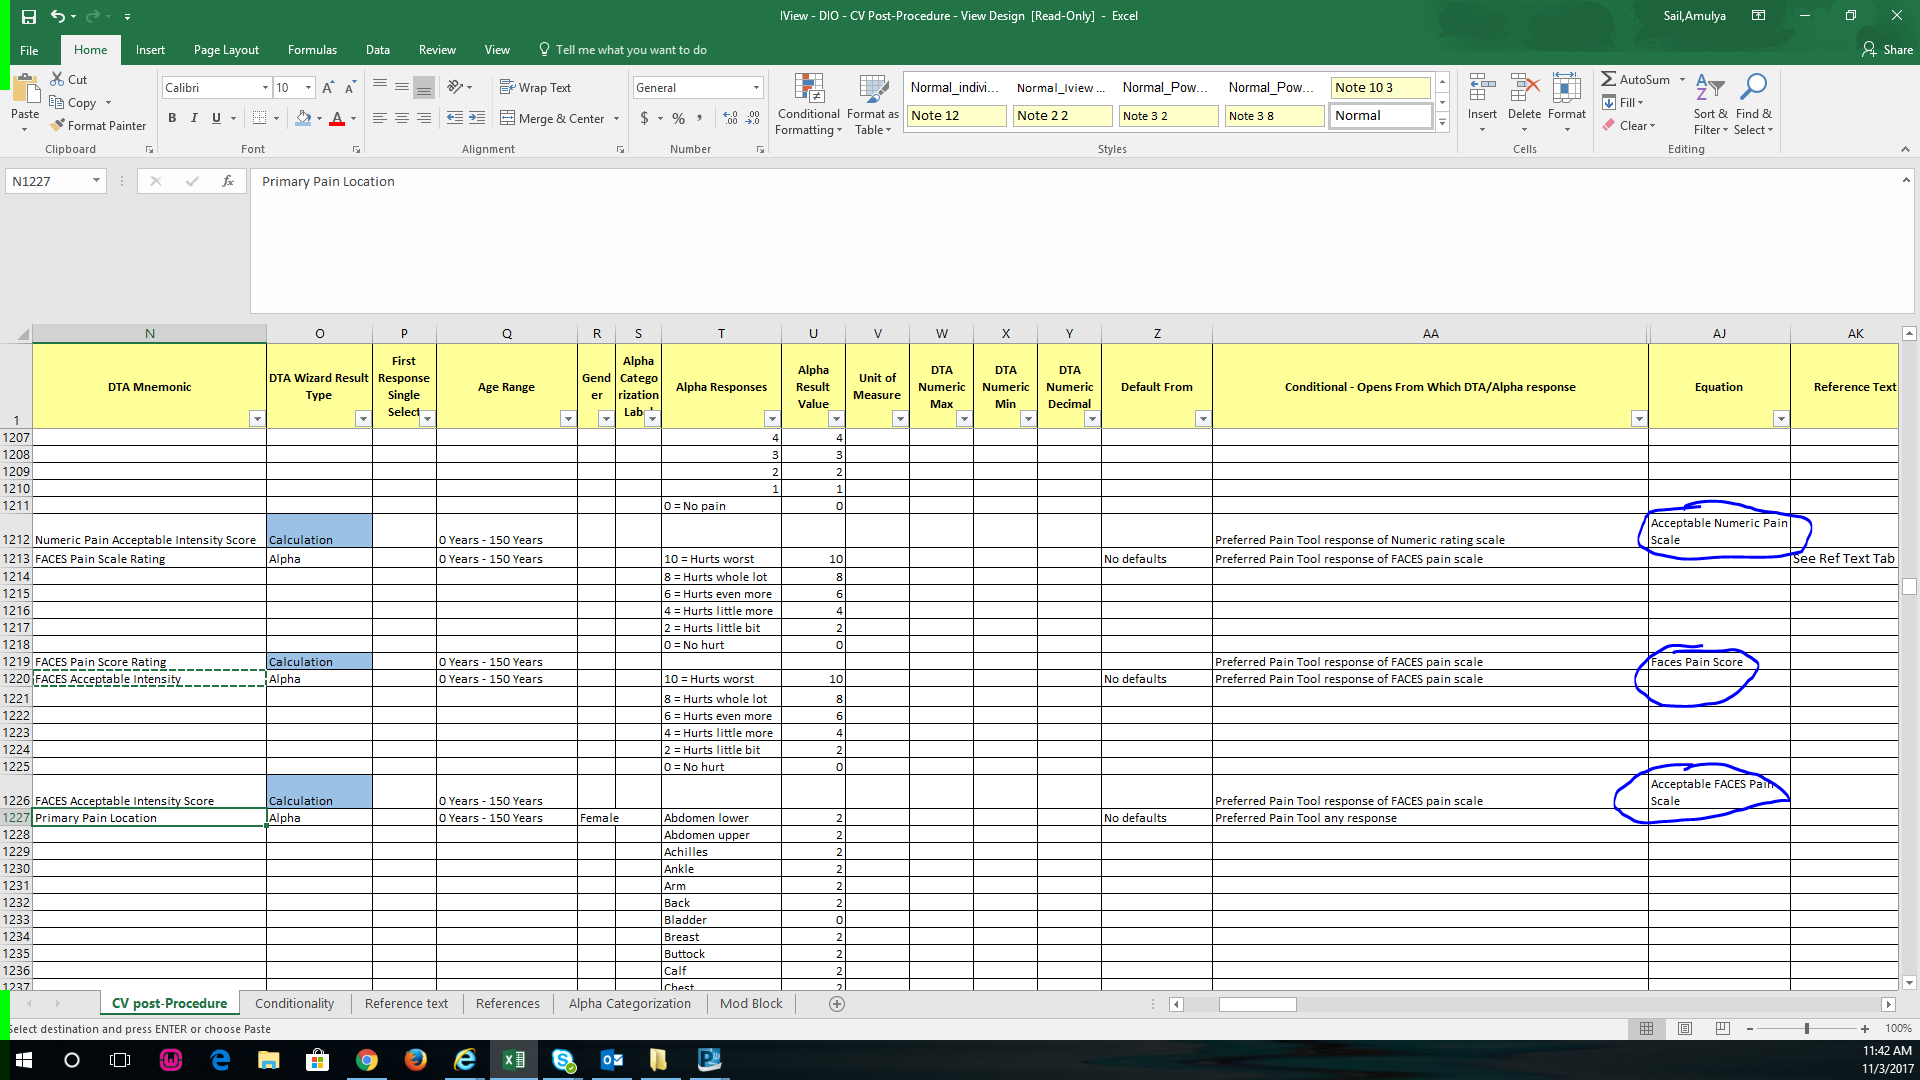 IView - DIO - CV Post-Procedure - View Design [Read-Only] - Excel
Sail,Amulya
File Home Insert Page Layout Formulas Data Review View Tell me what you want to do
Share
Cut
Copy
Format Painter
Paste
Clipboard
Calibri 10
B I U A
Font
Wrap Text
Merge & Center
Alignment
General
$ % ,
Number
Conditional Formatting
Format as Table
Normal_indivi... Normal_Iview ... Normal_Pow... Normal_Pow... Note 10 3
Note 12 Note 2 2 Note 3 2 Note 3 8 Normal
Styles
Insert Delete Format
Cells
AutoSum
Fill
Clear
Sort & Filter
Find & Select
Editing
N1227 fx Primary Pain Location
N O P Q R S T U V W X Y Z AA AJ AK
1 DTA Mnemonic DTA Wizard Result Type First Response Single Select Age Range Gender Alpha Categorization Label Alpha Responses Alpha Result Value Unit of Measure DTA Numeric Max DTA Numeric Min DTA Numeric Decimal Default From Conditional - Opens From Which DTA/Alpha response Equation Reference Text
1207 4 4
1208 3 3
1209 2 2
1210 1 1
1211 0 = No pain 0
1212 Numeric Pain Acceptable Intensity Score Calculation 0 Years - 150 Years Preferred Pain Tool response of Numeric rating scale Acceptable Numeric Pain Scale
1213 FACES Pain Scale Rating Alpha 0 Years - 150 Years 10 = Hurts worst 10 No defaults Preferred Pain Tool response of FACES pain scale See Ref Text Tab
1214 8 = Hurts whole lot 8
1215 6 = Hurts even more 6
1216 4 = Hurts little more 4
1217 2 = Hurts little bit 2
1218 0 = No hurt 0
1219 FACES Pain Score Rating Calculation 0 Years - 150 Years Preferred Pain Tool response of FACES pain scale Faces Pain Score
1220 FACES Acceptable Intensity Alpha 0 Years - 150 Years 10 = Hurts worst 10 No defaults Preferred Pain Tool response of FACES pain scale
1221 8 = Hurts whole lot 8
1222 6 = Hurts even more 6
1223 4 = Hurts little more 4
1224 2 = Hurts little bit 2
1225 0 = No hurt 0
1226 FACES Acceptable Intensity Score Calculation 0 Years - 150 Years Preferred Pain Tool response of FACES pain scale Acceptable FACES Pain Scale
1227 Primary Pain Location Alpha 0 Years - 150 Years Female Abdomen lower 2 No defaults Preferred Pain Tool any response
1228 Abdomen upper 2
1229 Achilles 2
1230 Ankle 2
1231 Arm 2
1232 Back 2
1233 Bladder 0
1234 Breast 2
1235 Buttock 2
1236 Calf 2
1237 Chest 2
CV post-Procedure Conditionality Reference text References Alpha Categorization Mod Block
Select destination and press ENTER or choose Paste
100%
11:42 AM
11/3/2017